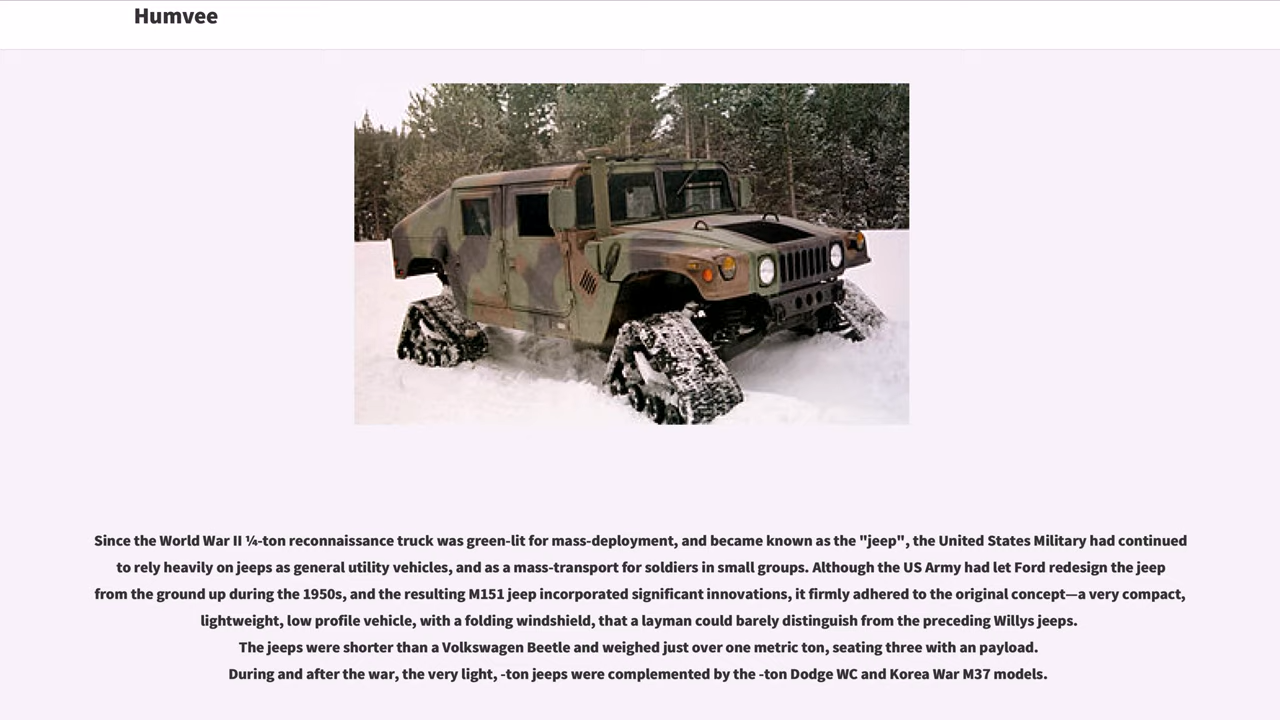 Humvee
Since the World War II ¼-ton reconnaissance truck was green-lit for mass-deployment, and became known as the "jeep", the United States Military had continued
to rely heavily on jeeps as general utility vehicles, and as a mass-transport for soldiers in small groups. Although the US Army had let Ford redesign the jeep
from the ground up during the 1950s, and the resulting M151 jeep incorporated significant innovations, it firmly adhered to the original concept—a very compact,
lightweight, low profile vehicle, with a folding windshield, that a layman could barely distinguish from the preceding Willys jeeps.
The jeeps were shorter than a Volkswagen Beetle and weighed just over one metric ton, seating three with an payload.
During and after the war, the very light, -ton jeeps were complemented by the -ton Dodge WC and Korea War M37 models.